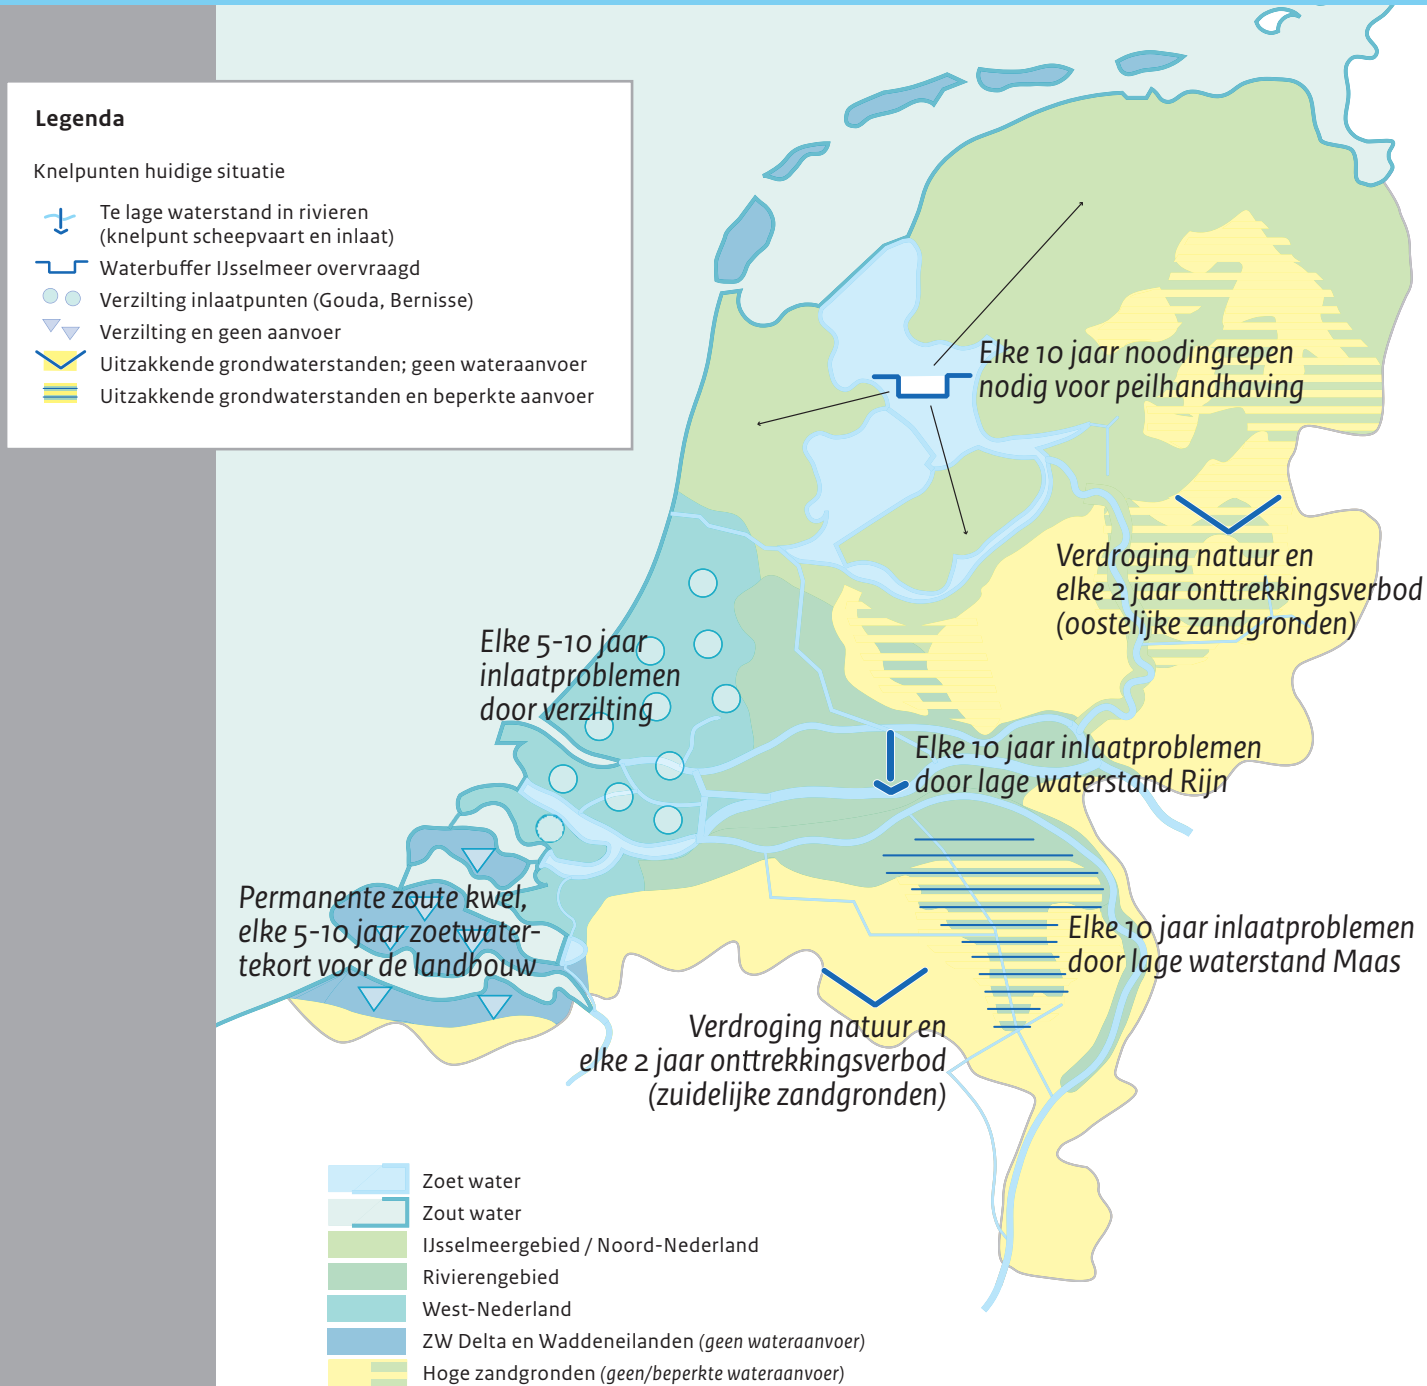 Legenda
Knelpunten huidige situatie
Te lage waterstand in rivieren
(knelpunt scheepvaart en inlaat)
Waterbuffer IJsselmeer overvraagd
Verzilting inlaatpunten (Gouda, Bernisse)
Verzilting en geen aanvoer
Uitzakkende grondwaterstanden; geen wateraanvoer
Uitzakkende grondwaterstanden en beperkte aanvoer
Elke 10 jaar noodingrepen
nodig voor peilhandhaving
Verdroging natuur en
elke 2 jaar onttrekkingsverbod
(oostelijke zandgronden)
Elke 5-10 jaar
inlaatproblemen
door verzilting
Elke 10 jaar inlaatproblemen
door lage waterstand Rijn
Permanente zoute kwel,
elke 5-10 jaar zoetwater-
tekort voor de landbouw
Elke 10 jaar inlaatproblemen
door lage waterstand Maas
Verdroging natuur en
elke 2 jaar onttrekkingsverbod
(zuidelijke zandgronden)
Zoet water
Zout water
IJsselmeergebied / Noord-Nederland
Rivierengebied
West-Nederland
ZW Delta en Waddeneilanden (geen wateraanvoer)
Hoge zandgronden (geen/beperkte wateraanvoer)